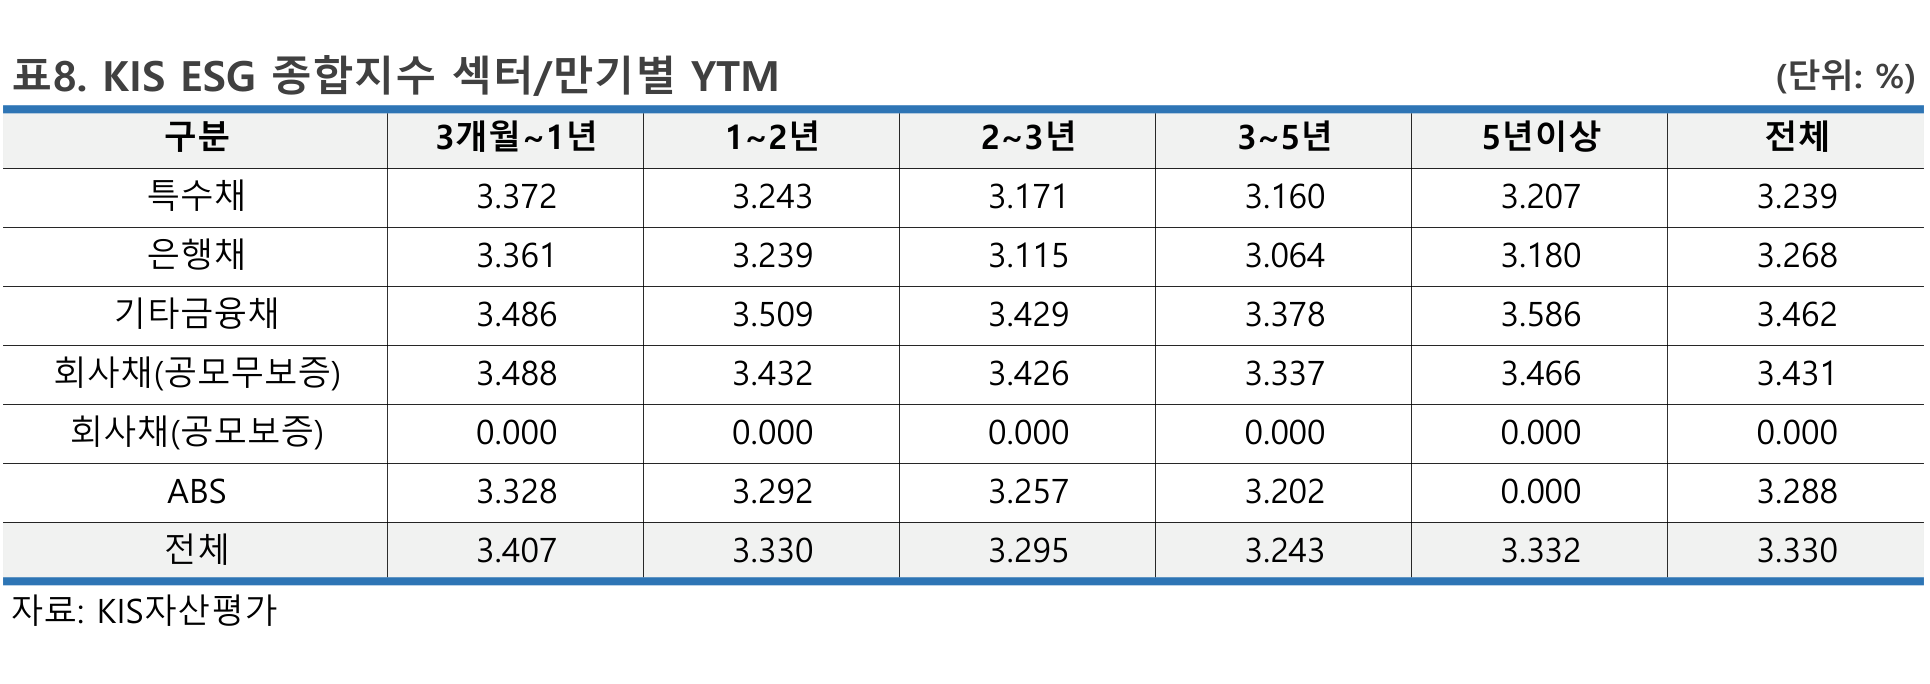 표8. KIS ESG 종합지수 섹터/만기별 YTM (단위: %)
구분 3개월~1년 1~2년 2~3년 3~5년 5년이상 전체
특수채 3.372 3.243 3.171 3.160 3.207 3.239
은행채 3.361 3.239 3.115 3.064 3.180 3.268
기타금융채 3.486 3.509 3.429 3.378 3.586 3.462
회사채(공모무보증) 3.488 3.432 3.426 3.337 3.466 3.431
회사채(공모보증) 0.000 0.000 0.000 0.000 0.000 0.000
ABS 3.328 3.292 3.257 3.202 0.000 3.288
전체 3.407 3.330 3.295 3.243 3.332 3.330
자료: KIS자산평가